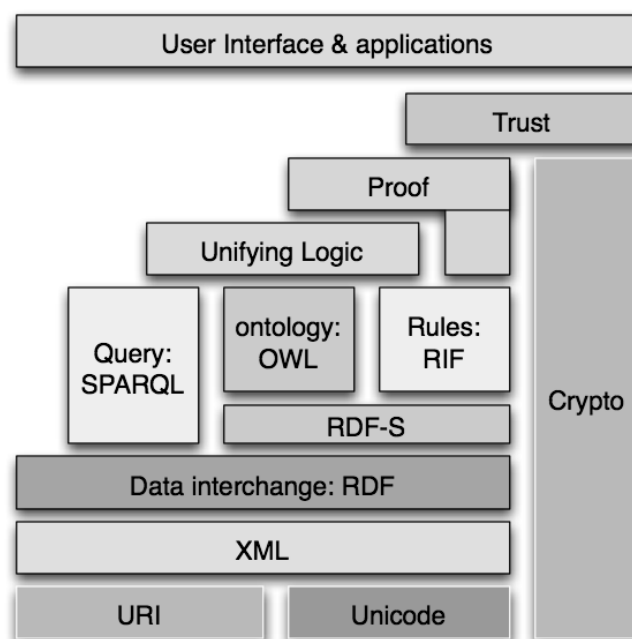 User Interface & applications
Trust
Proof
Unifying Logic
Query:
SPARQL
ontology:
OWL
Rules:
RIF
Crypto
RDF-S
Data interchange: RDF
XML
URI
Unicode